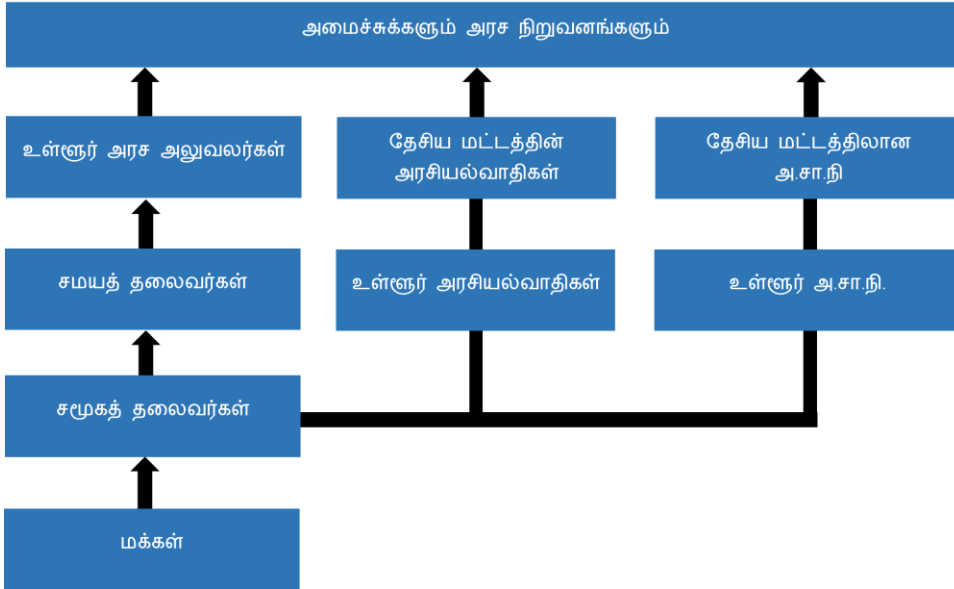 அமைச்சுக்களும் அரச நிறுவனங்களும்
உள்ளூர் அரச அலுவலர்கள்
தேசிய மட்டத்தின்
அரசியல்வாதிகள்
தேசிய மட்டத்திலான
அ.சா.நி
சமயத் தலைவர்கள்
உள்ளூர் அரசியல்வாதிகள்
உள்ளூர் அ.சா.நி.
சமூகத் தலைவர்கள்
மக்கள்